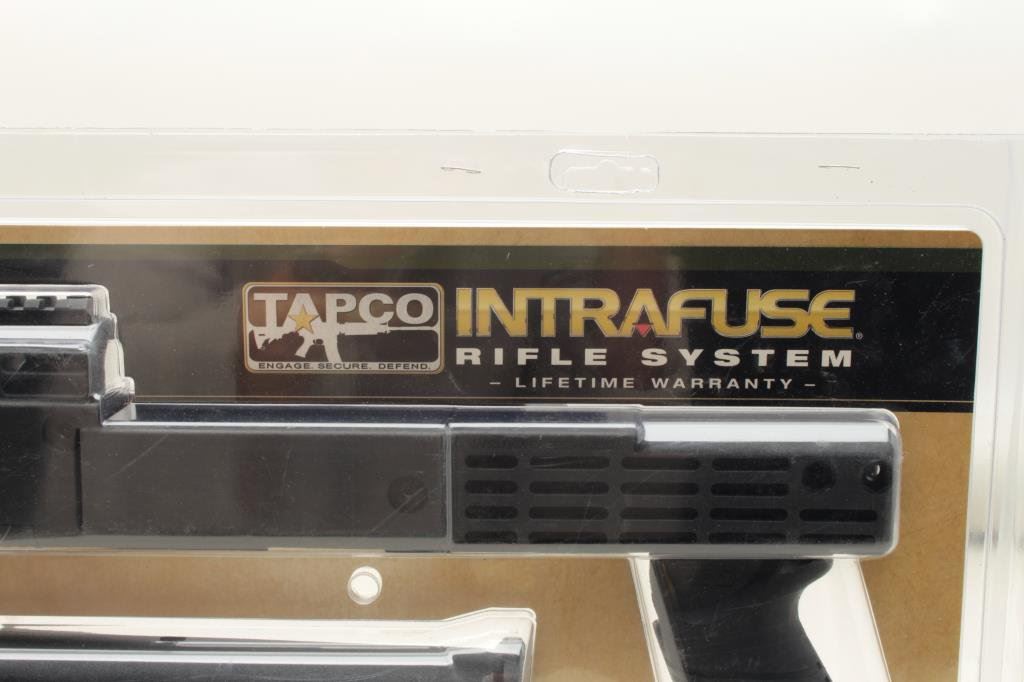 TAPCO
ENGAGE. SECURE. DEFEND.
INTRAFUSE®
RIFLE SYSTEM
– LIFETIME WARRANTY –